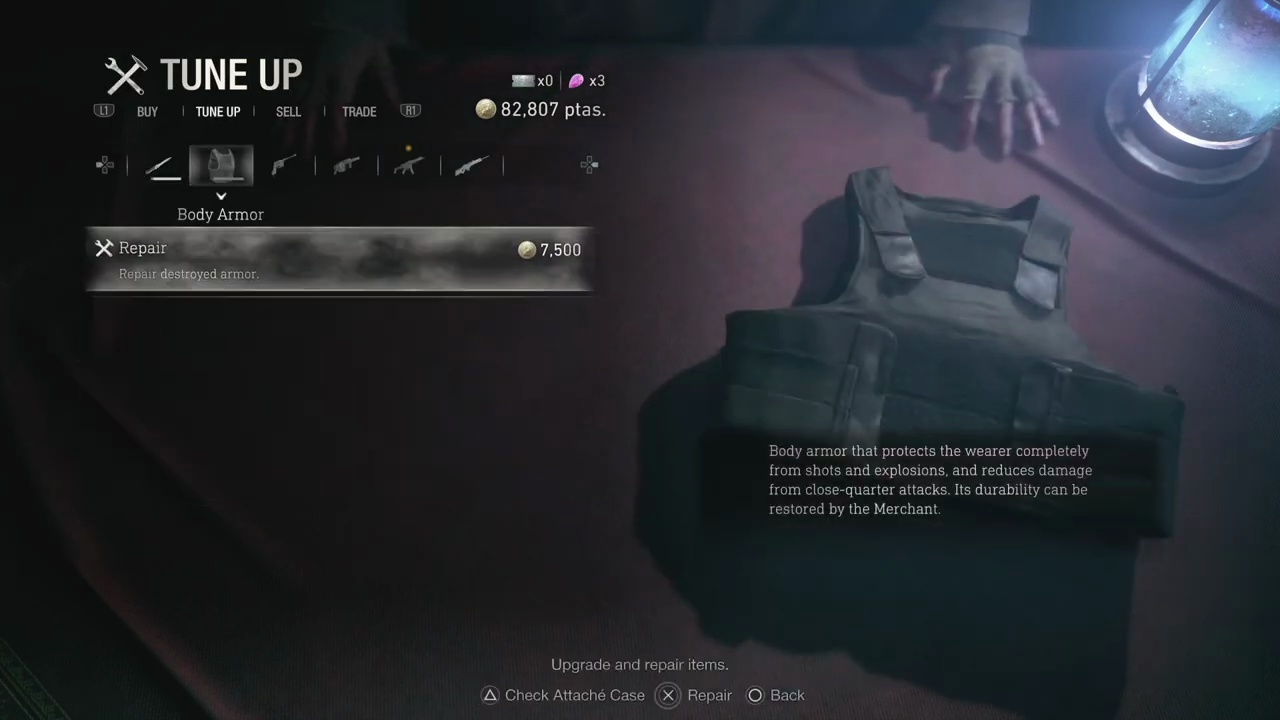 TUNE UP
x0 x3
L1 BUY TUNE UP SELL TRADE R1
82,807 ptas.
Body Armor
Repair
7,500
Repair destroyed armor.
Body armor that protects the wearer completely
from shots and explosions, and reduces damage
from close-quarter attacks. Its durability can be
restored by the Merchant.
Upgrade and repair items.
Check Attaché Case Repair Back